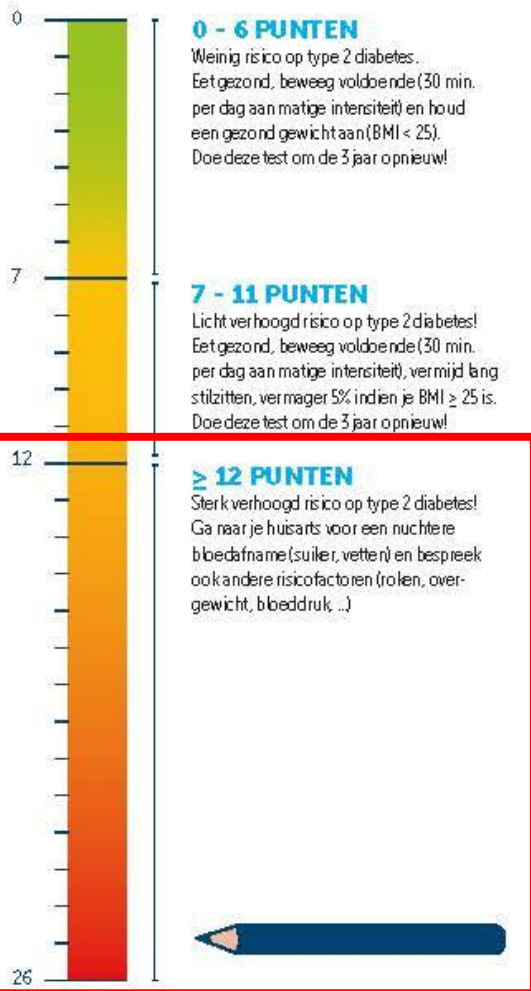 0
0 - 6 PUNTEN
Weinig risico op type 2 diabetes.
Eet gezond, beweeg voldoende (30 min.
per dag aan matige intensiteit) en houd
een gezond gewicht aan (BMI < 25).
Doe deze test om de 3 jaar opnieuw!
7
7 - 11 PUNTEN
Licht verhoogd risico op type 2 diabetes!
Eet gezond, beweeg voldoende (30 min.
per dag aan matige intensiteit), vermijd lang
stilzitten, vermager 5% indien je BMI ≥ 25 is.
Doe deze test om de 3 jaar opnieuw!
12
≥ 12 PUNTEN
Sterk verhoogd risico op type 2 diabetes!
Ga naar je huisarts voor een nuchtere
bloedafname (suiker, vetten) en bespreek
ook andere risicofactoren (roken, over-
gewicht, bloeddruk, ...)
26